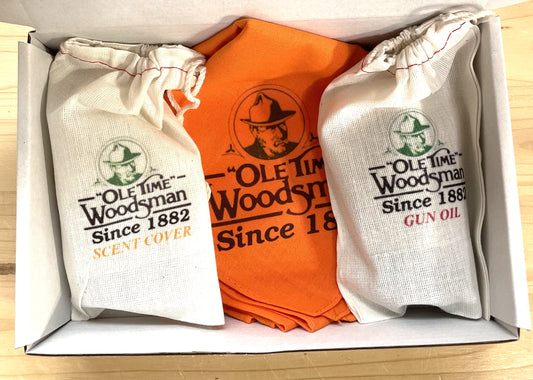 "OLE TIME"
Woodsman
Since 1882
SCENT COVER
"OLE TIME"
Woodsman
Since 18
"OLE TIME"
Woodsman
Since 1882
GUN OIL